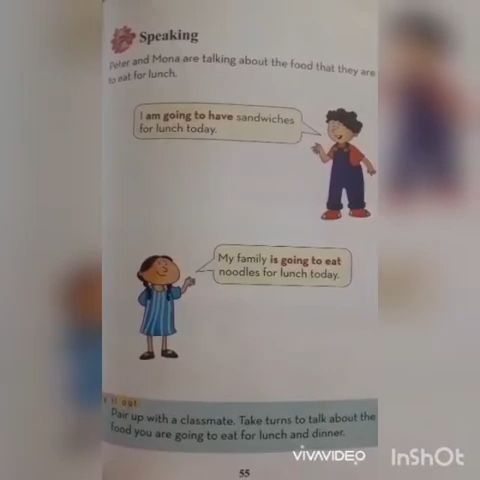 Speaking
Peter and Mona are talking about the food that they are
to eat for lunch.
I am going to have sandwiches
for lunch today.
My family is going to eat
noodles for lunch today.
it out
Pair up with a classmate. Take turns to talk about the
food you are going to eat for lunch and dinner.
VIVAVIDEO
InShOt
55